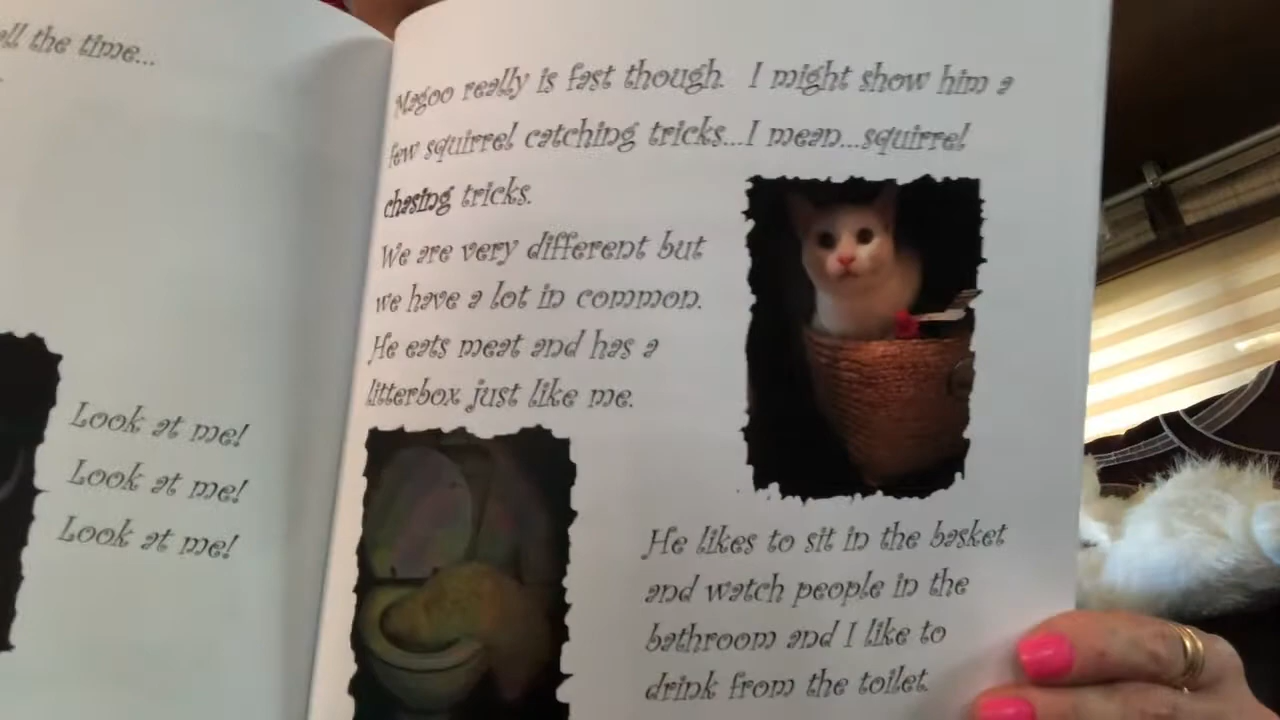 all the time...
Look at me!
Look at me!
Look at me!
Magoo really is fast though. I might show him a
few squirrel catching tricks...I mean...squirrel
chasing tricks.
We are very different but
we have a lot in common.
He eats meat and has a
litterbox just like me.
He likes to sit in the basket
and watch people in the
bathroom and I like to
drink from the toilet.